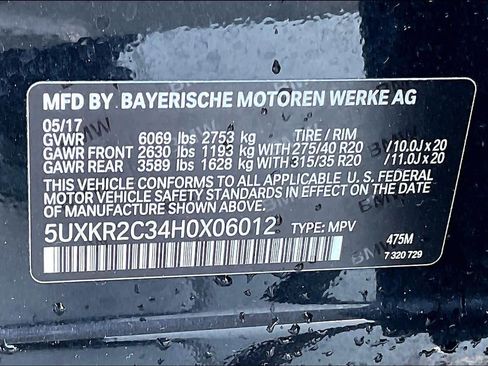 MFD BY BAYERISCHE MOTOREN WERKE AG
05/17
GVWR 6069 lbs 2753 kg TIRE / RIM
GAWR FRONT 2630 lbs 1193 kg WITH 275/40 R20 /10.0J x 20
GAWR REAR 3589 lbs 1628 kg WITH 315/35 R20 /11.0J x 20
THIS VEHICLE CONFORMS TO ALL APPLICABLE U. S. FEDERAL
MOTOR VEHICLE SAFETY STANDARDS IN EFFECT ON THE
DATE OF MANUFACTURE SHOWN ABOVE.
5UXKR2C34H0X06012 TYPE: MPV
475M
7 320 729